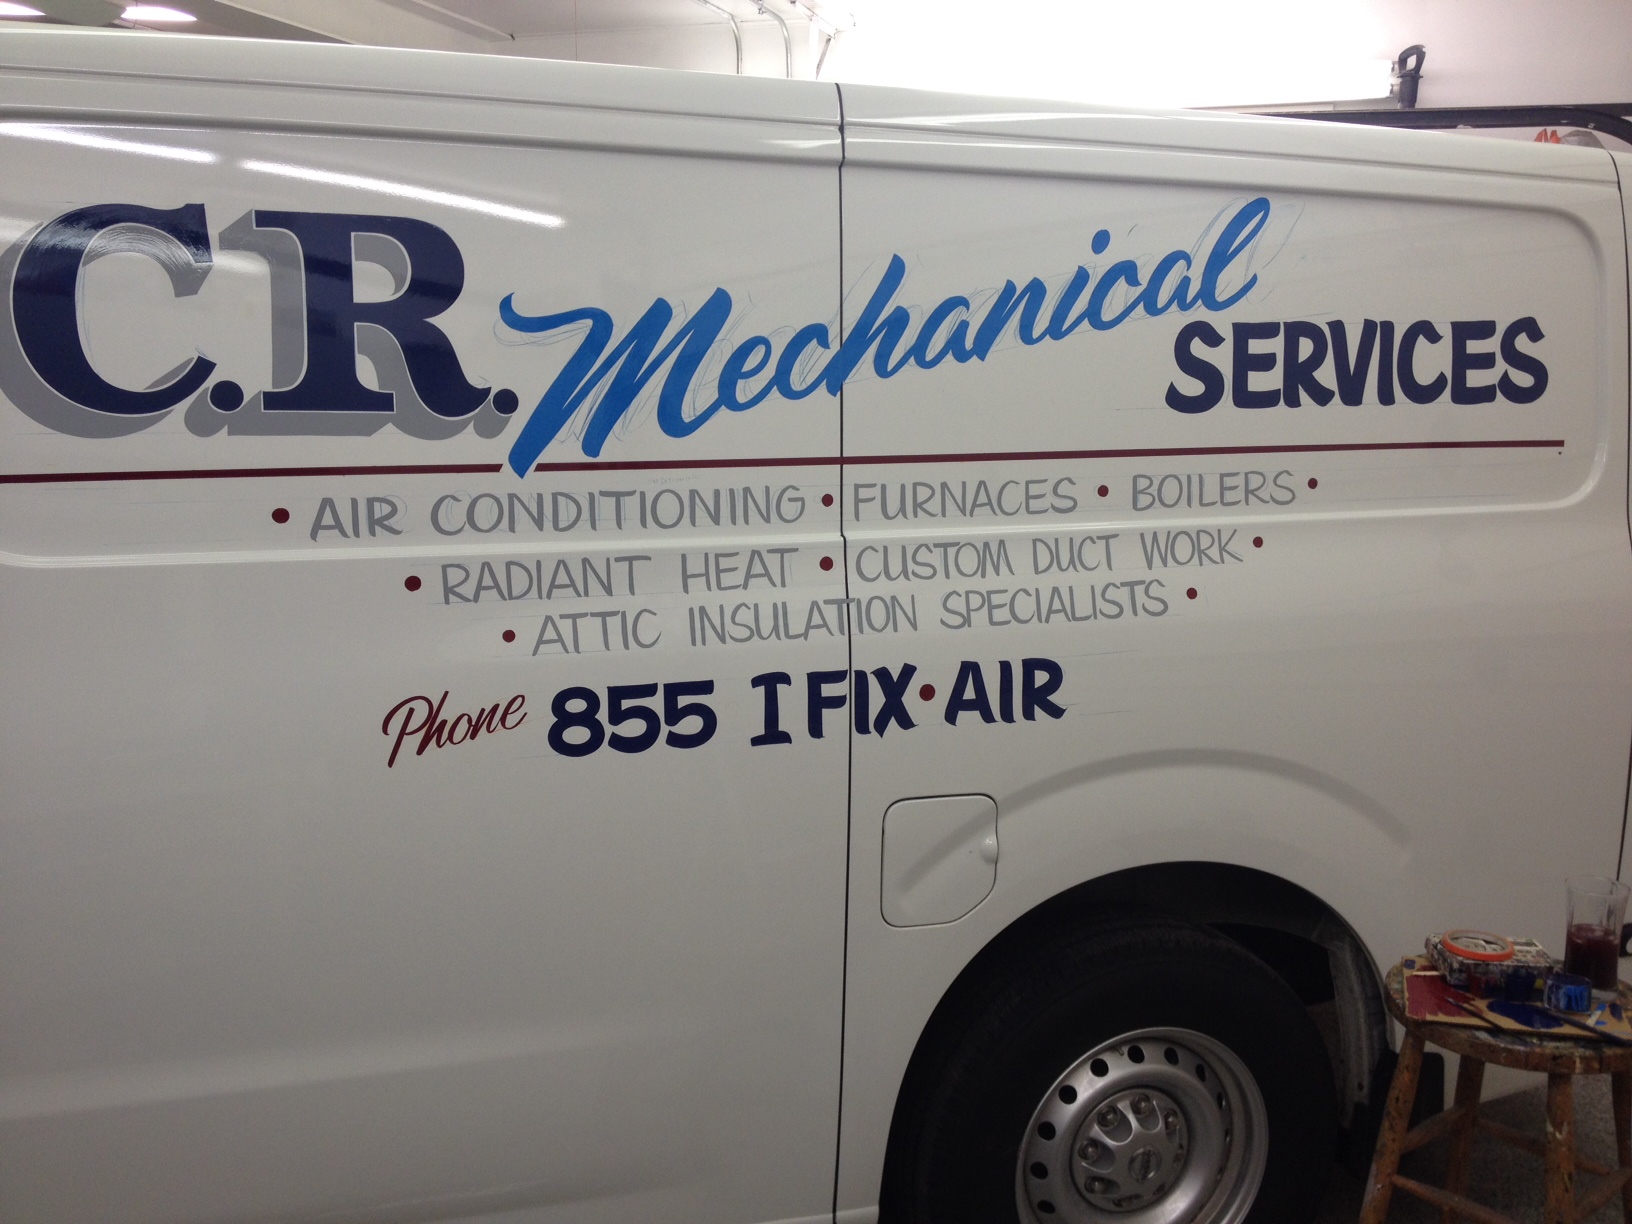 C.R. Mechanical
SERVICES
• AIR CONDITIONING • FURNACES • BOILERS •
• RADIANT HEAT • CUSTOM DUCT WORK •
• ATTIC INSULATION SPECIALISTS •
Phone 855 I FIX•AIR